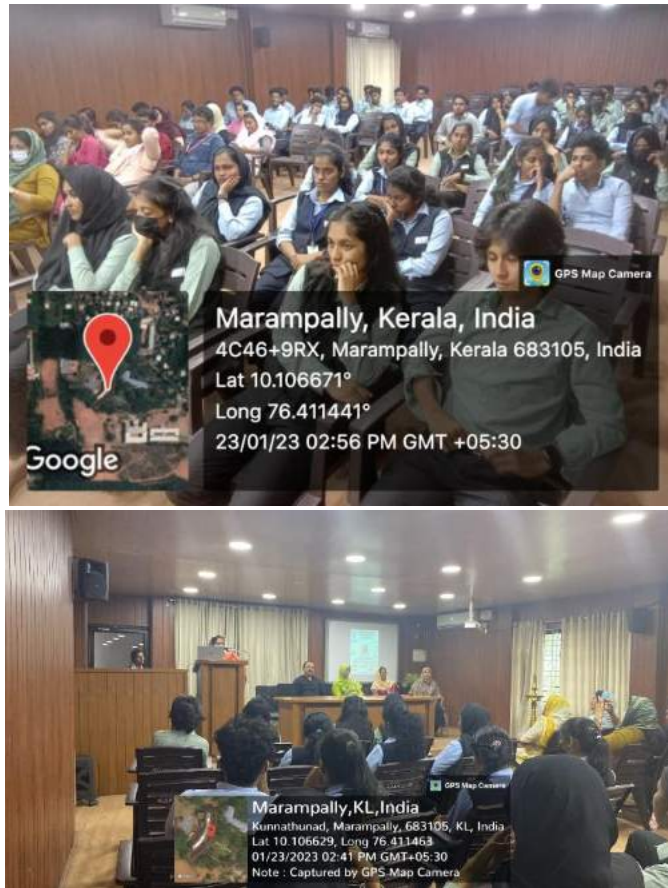 GPS Map Camera
Marampally, Kerala, India
4C46+9RX, Marampally, Kerala 683105, India
Lat 10.106671°
Long 76.411441°
23/01/23 02:56 PM GMT +05:30
Google
GPS Map Camera
Marampally,KL,India
Kunnathunad, Marampally, 683105, KL, India
Lat 10.106629, Long 76.411463
01/23/2023 02:41 PM GMT+05:30
Note : Captured by GPS Map Camera